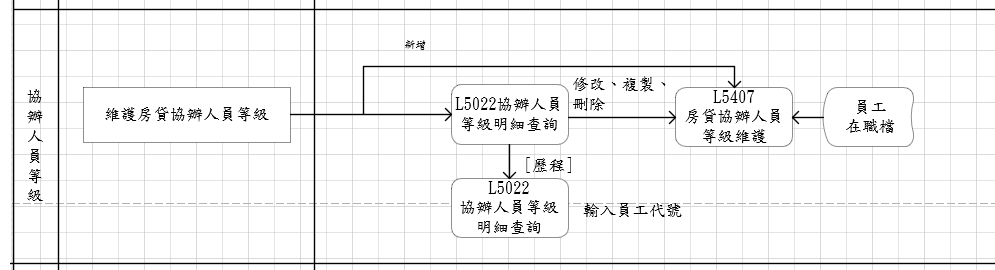 協辦人員等級
維護房貸協辦人員等級
新增
L5022協辦人員
等級明細查詢
修改、複製、
刪除
L5407
房貸協辦人員
等級維護
員工
在職檔
[歷程]
L5022
協辦人員等級
明細查詢
輸入員工代號